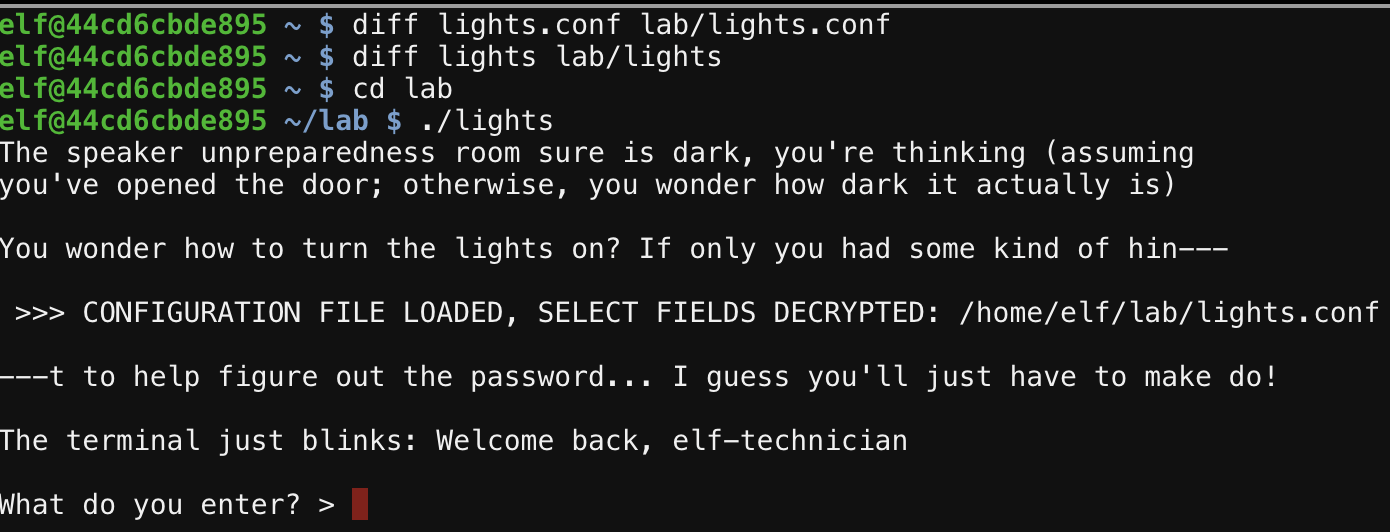 elf@44cd6cbde895 ~ $ diff lights.conf lab/lights.conf
elf@44cd6cbde895 ~ $ diff lights lab/lights
elf@44cd6cbde895 ~ $ cd lab
elf@44cd6cbde895 ~/lab $ ./lights
The speaker unpreparedness room sure is dark, you're thinking (assuming
you've opened the door; otherwise, you wonder how dark it actually is)
You wonder how to turn the lights on? If only you had some kind of hin---
>>> CONFIGURATION FILE LOADED, SELECT FIELDS DECRYPTED: /home/elf/lab/lights.conf
---t to help figure out the password... I guess you'll just have to make do!
The terminal just blinks: Welcome back, elf-technician
What do you enter? >